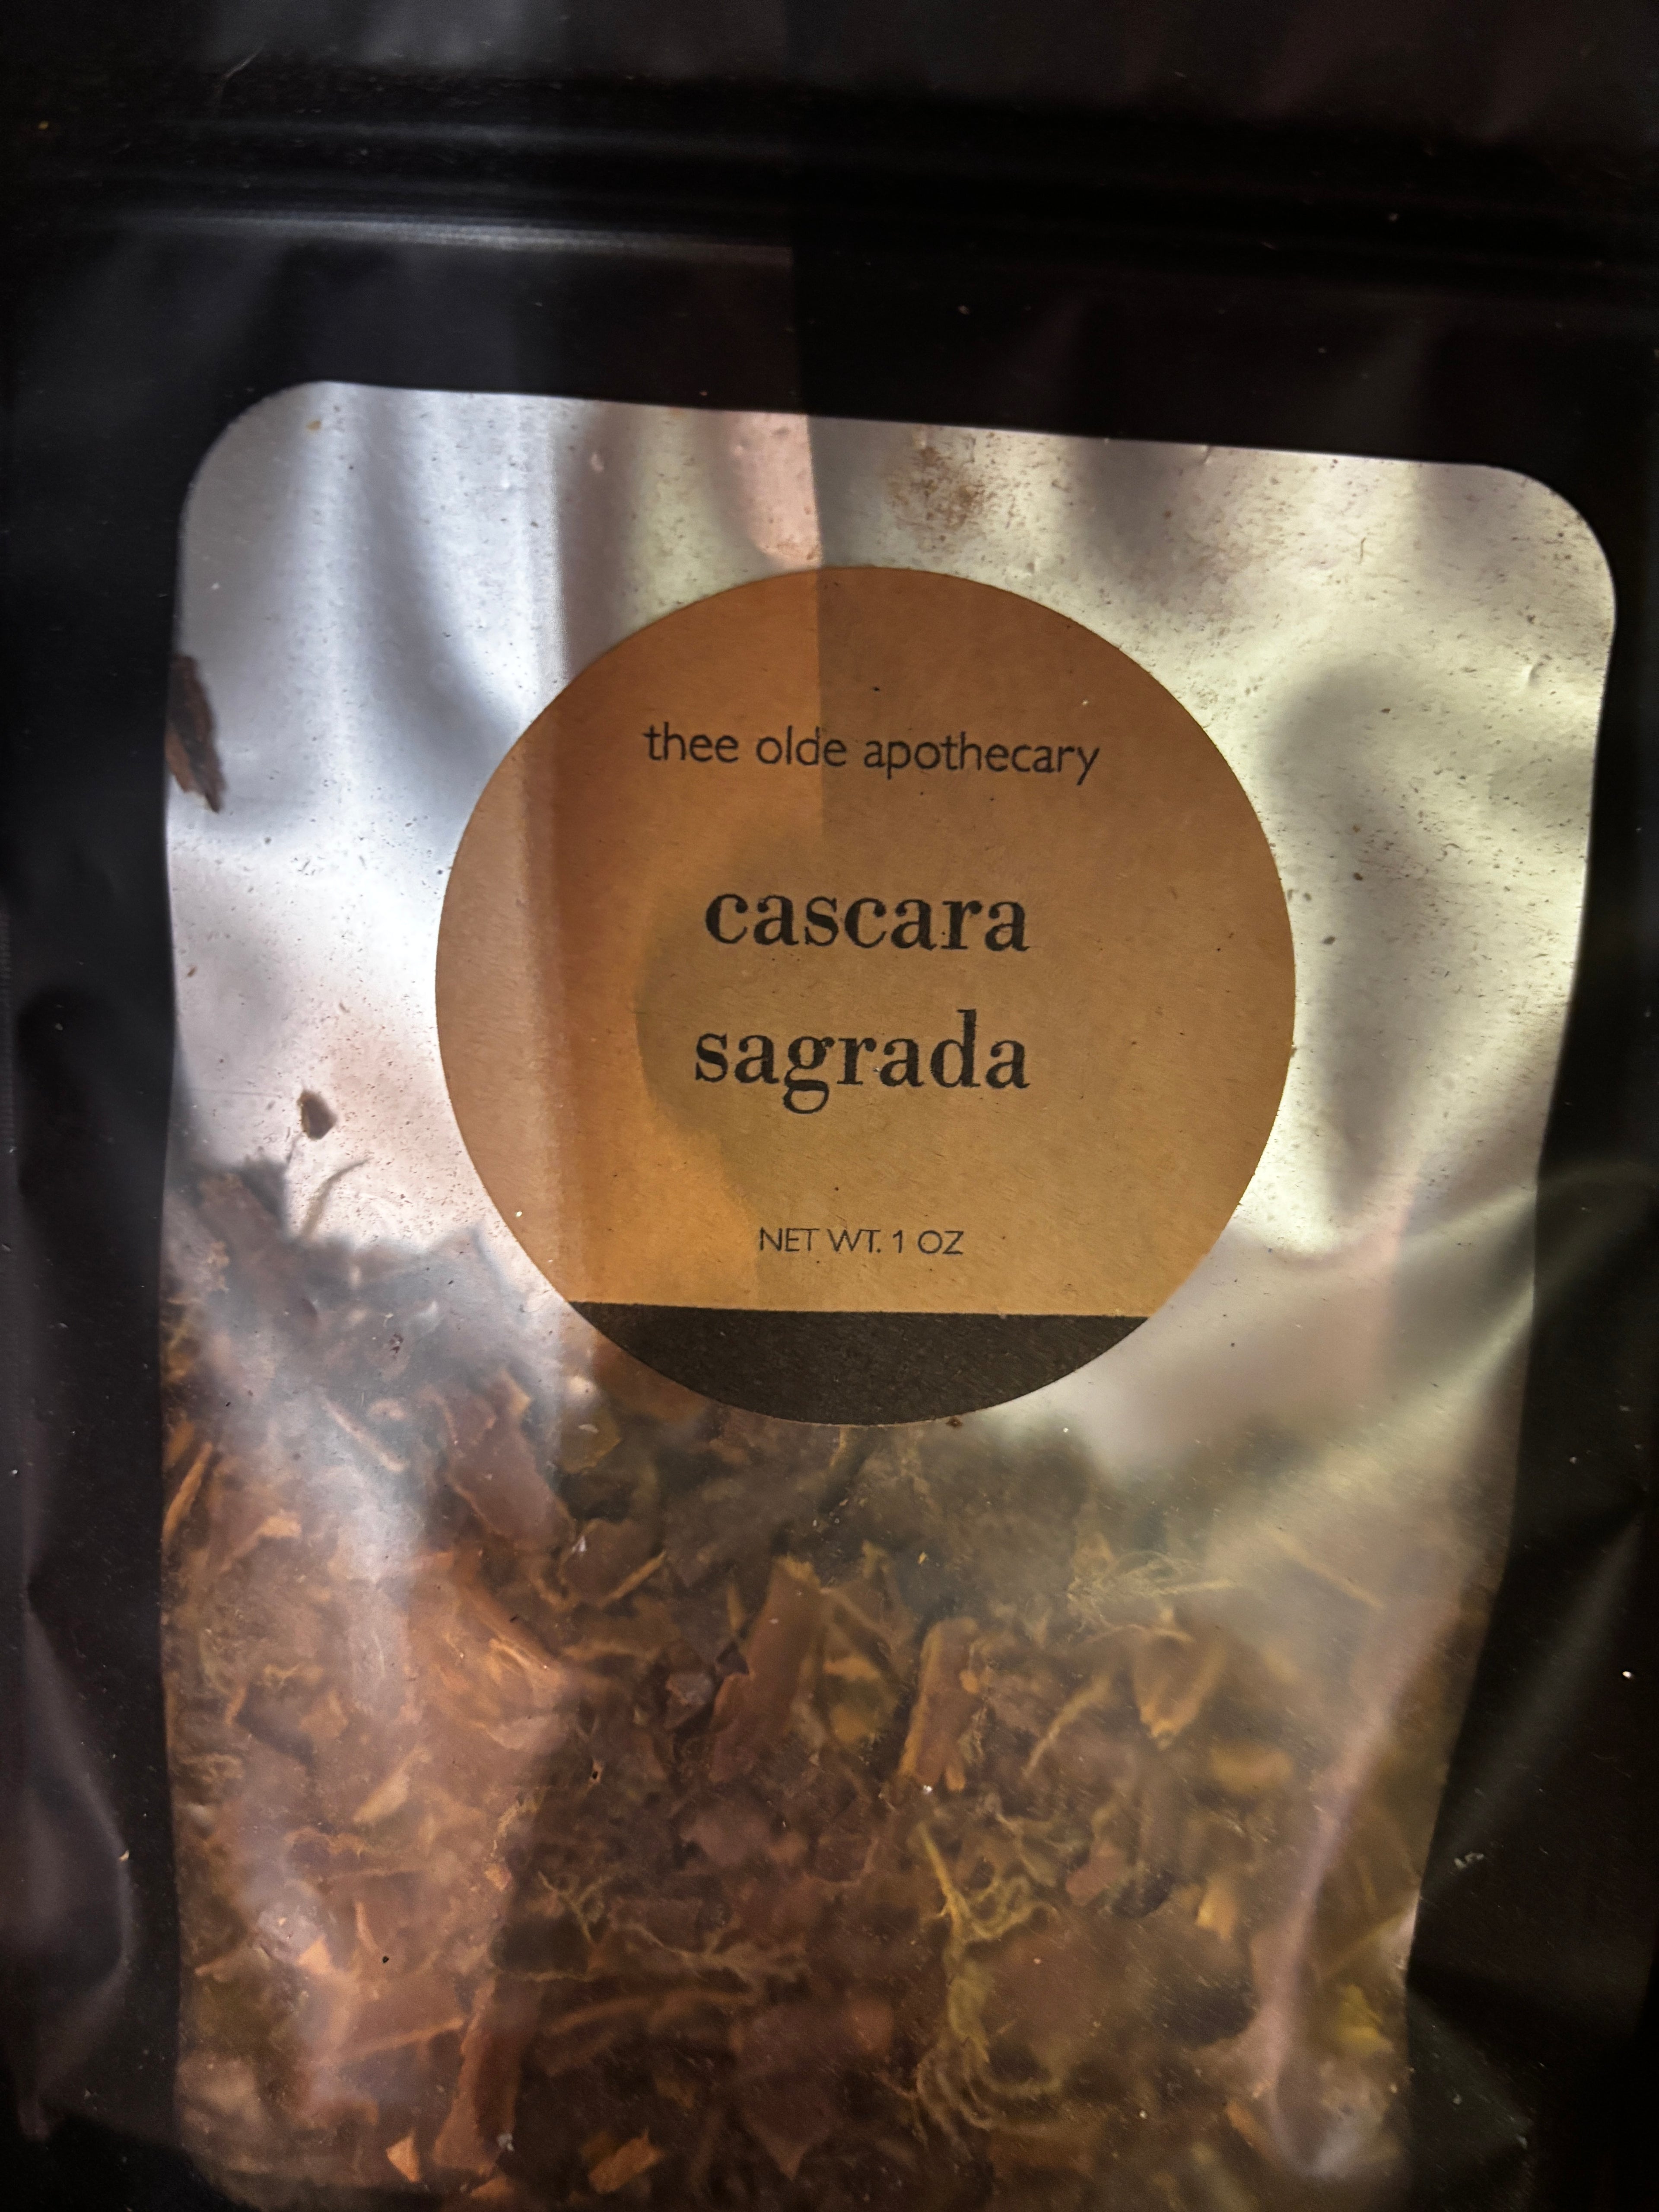 thee olde apothecary
cascara
sagrada
NET WT. 1 OZ